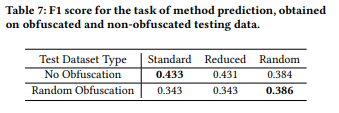 Table 7: F1 score for the task of method prediction, obtained
on obfuscated and non-obfuscated testing data.
Test Dataset Type Standard Reduced Random
No Obfuscation 0.433 0.431 0.384
Random Obfuscation 0.343 0.343 0.386